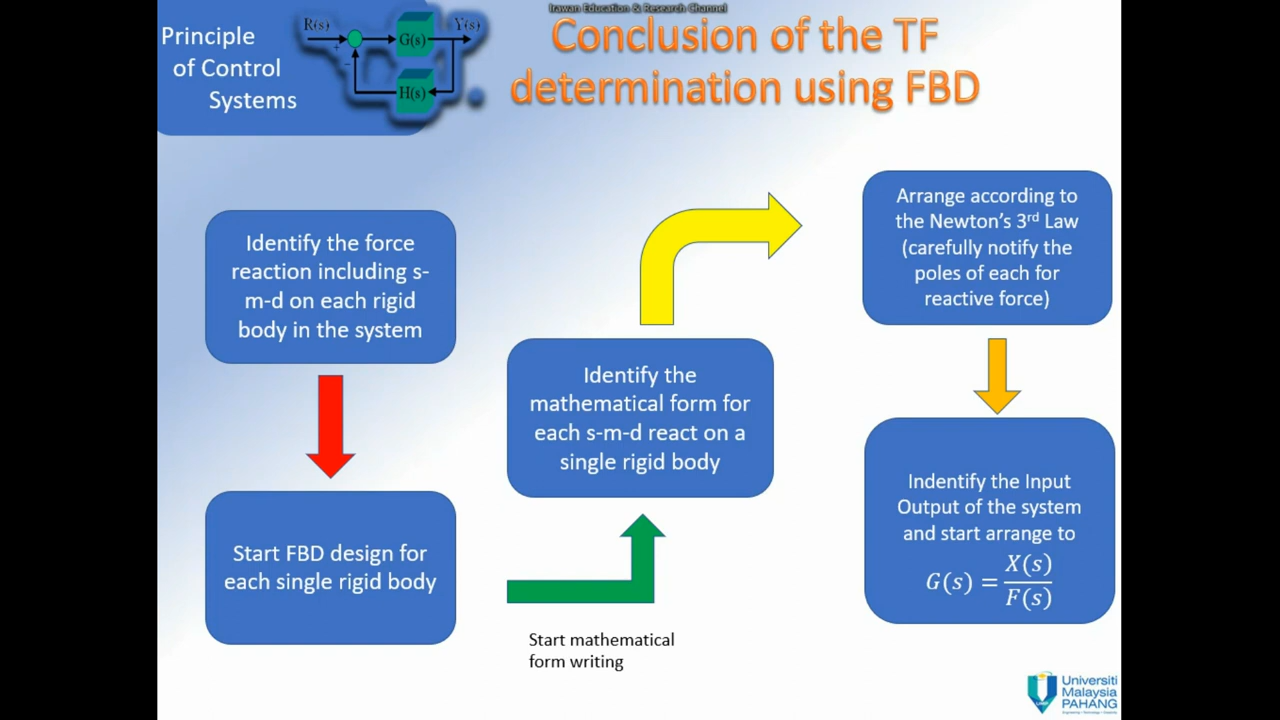 Irawan Education & Research Channel
Principle
of Control
Systems
R(s)
+
G(s)
Y(s)
−
H(s)
Conclusion of the TF
determination using FBD
Identify the force
reaction including s-
m-d on each rigid
body in the system
Start FBD design for
each single rigid body
Start mathematical
form writing
Identify the
mathematical form for
each s-m-d react on a
single rigid body
Arrange according to
the Newton's 3rd Law
(carefully notify the
poles of each for
reactive force)
Indentify the Input
Output of the system
and start arrange to
G(s) = X(s)/F(s)
Universiti
Malaysia
PAHANG